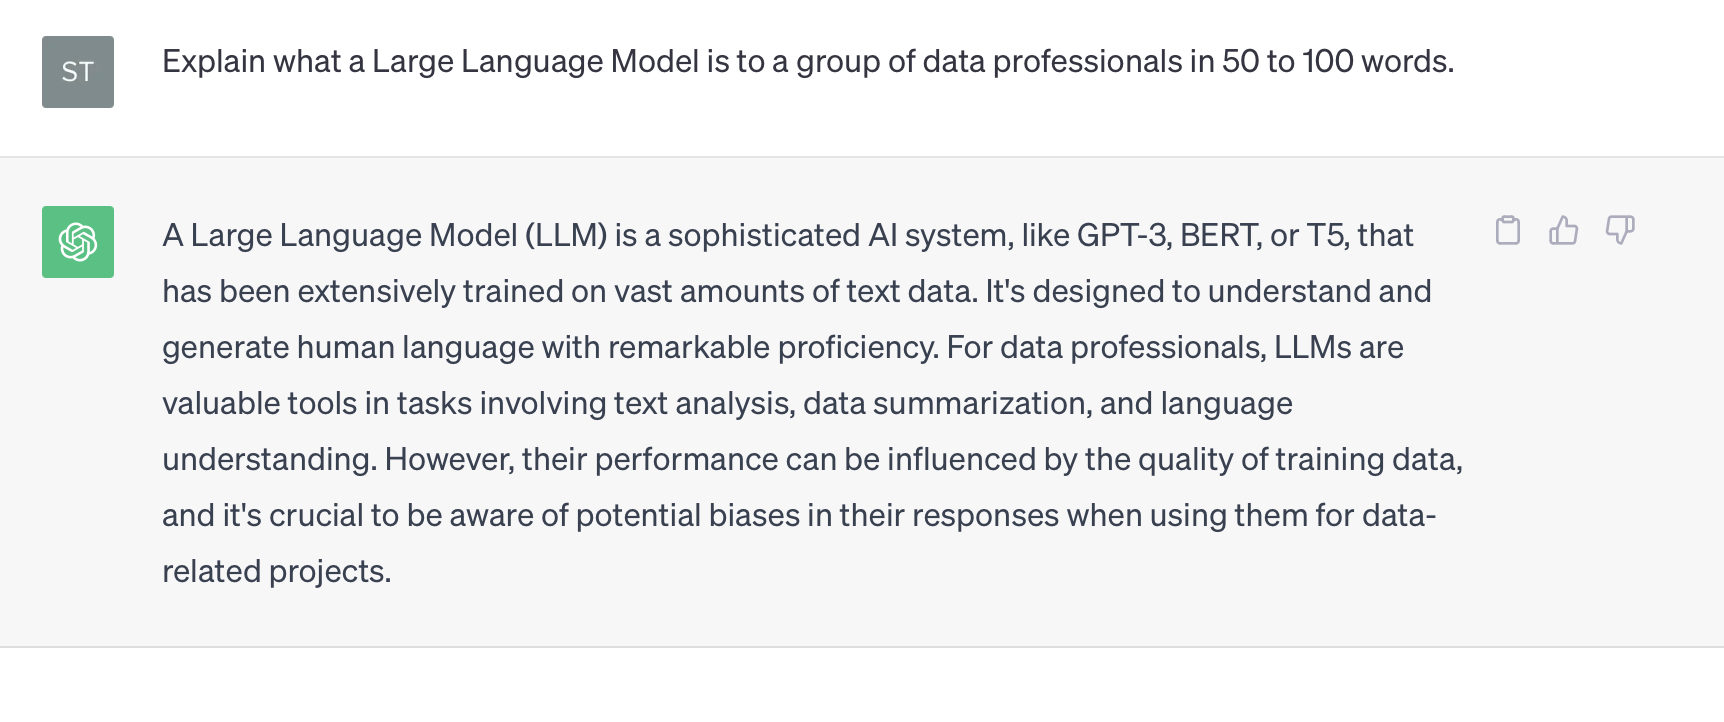 ST
Explain what a Large Language Model is to a group of data professionals in 50 to 100 words.
A Large Language Model (LLM) is a sophisticated AI system, like GPT-3, BERT, or T5, that
has been extensively trained on vast amounts of text data. It's designed to understand and
generate human language with remarkable proficiency. For data professionals, LLMs are
valuable tools in tasks involving text analysis, data summarization, and language
understanding. However, their performance can be influenced by the quality of training data,
and it's crucial to be aware of potential biases in their responses when using them for data-
related projects.